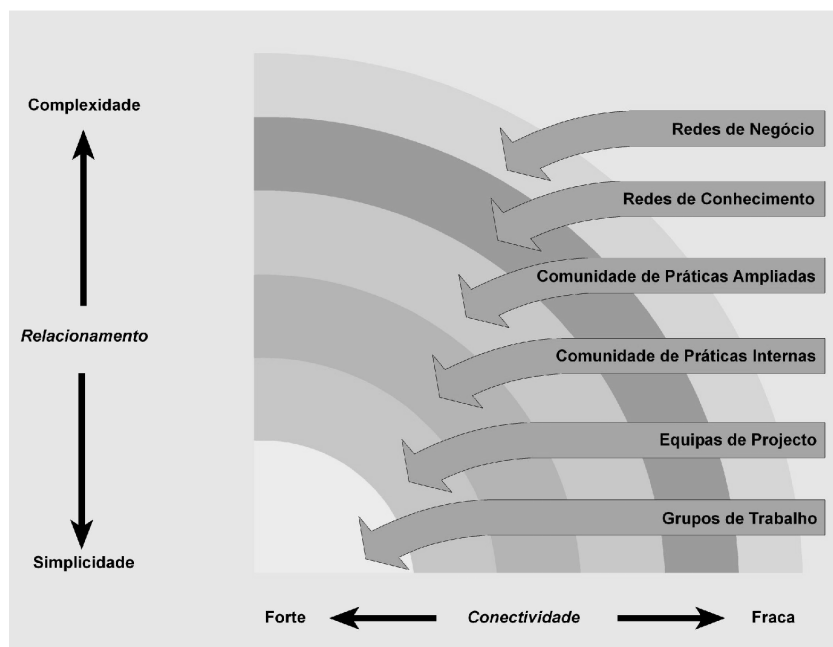 Complexidade
Redes de Negócio
Redes de Conhecimento
Comunidade de Práticas Ampliadas
Relacionamento
Comunidade de Práticas Internas
Equipas de Projecto
Grupos de Trabalho
Simplicidade
Forte
Conectividade
Fraca